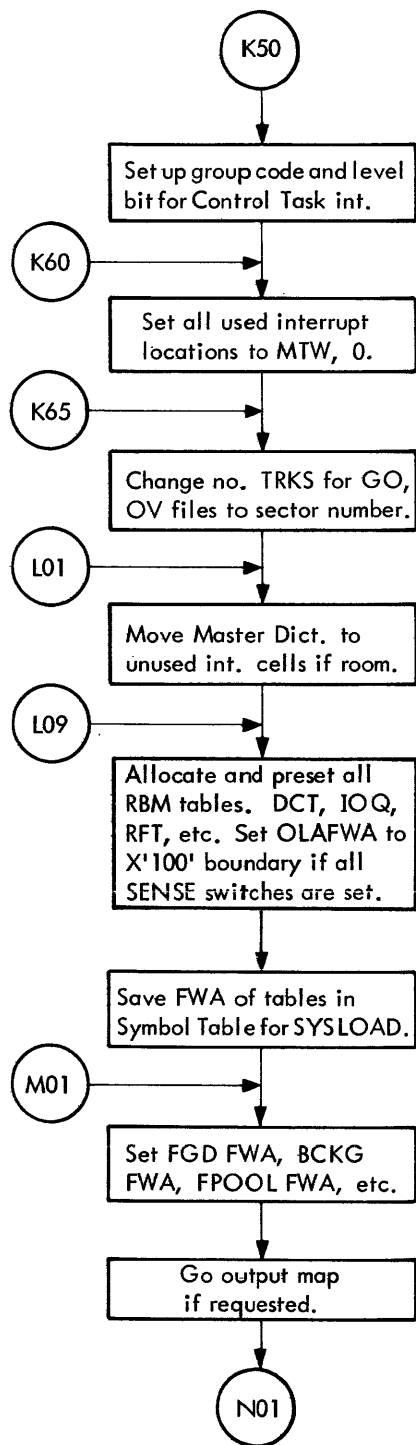 K50
Set up group code and level
bit for Control Task int.
K60
Set all used interrupt
locations to MTW, 0.
K65
Change no. TRKS for GO,
OV files to sector number.
L01
Move Master Dict. to
unused int. cells if room.
L09
Allocate and preset all
RBM tables. DCT, IOQ,
RFT, etc. Set OLAFWA to
X'100' boundary if all
SENSE switches are set.
Save FWA of tables in
Symbol Table for SYSLOAD.
M01
Set FGD FWA, BCKG
FWA, FPOOL FWA, etc.
Go output map
if requested.
N01